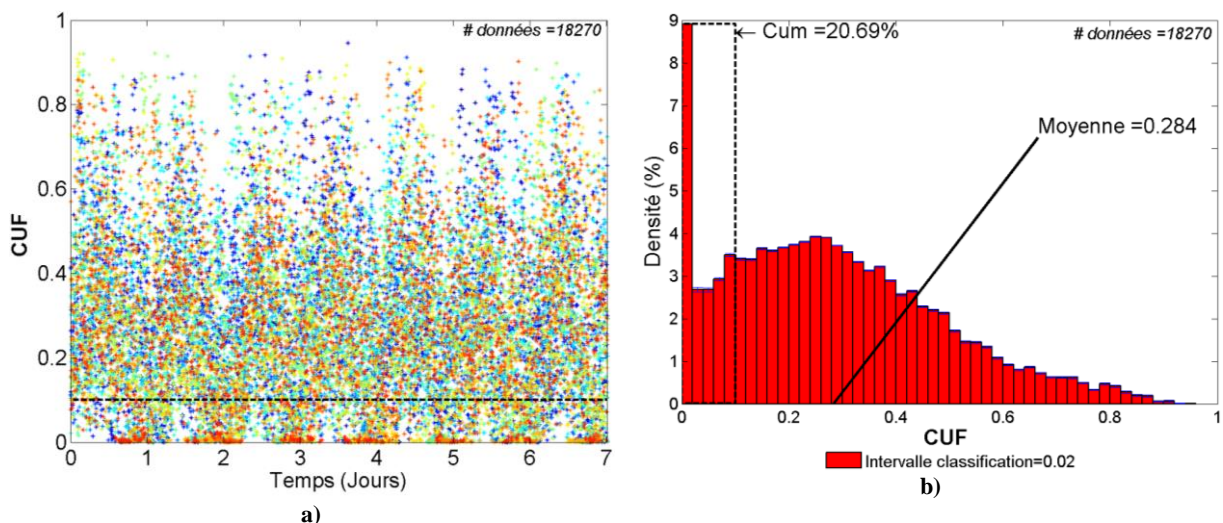 # données =18270
1
0.8
0.6
0.4
0.2
0
CUF
0 1 2 3 4 5 6 7
Temps (Jours)
a)
# données =18270
← Cum =20.69%
Moyenne =0.284
9
8
7
6
5
4
3
2
1
0
Densité (%)
0 0.2 0.4 0.6 0.8 1
CUF
Intervalle classification=0.02
b)